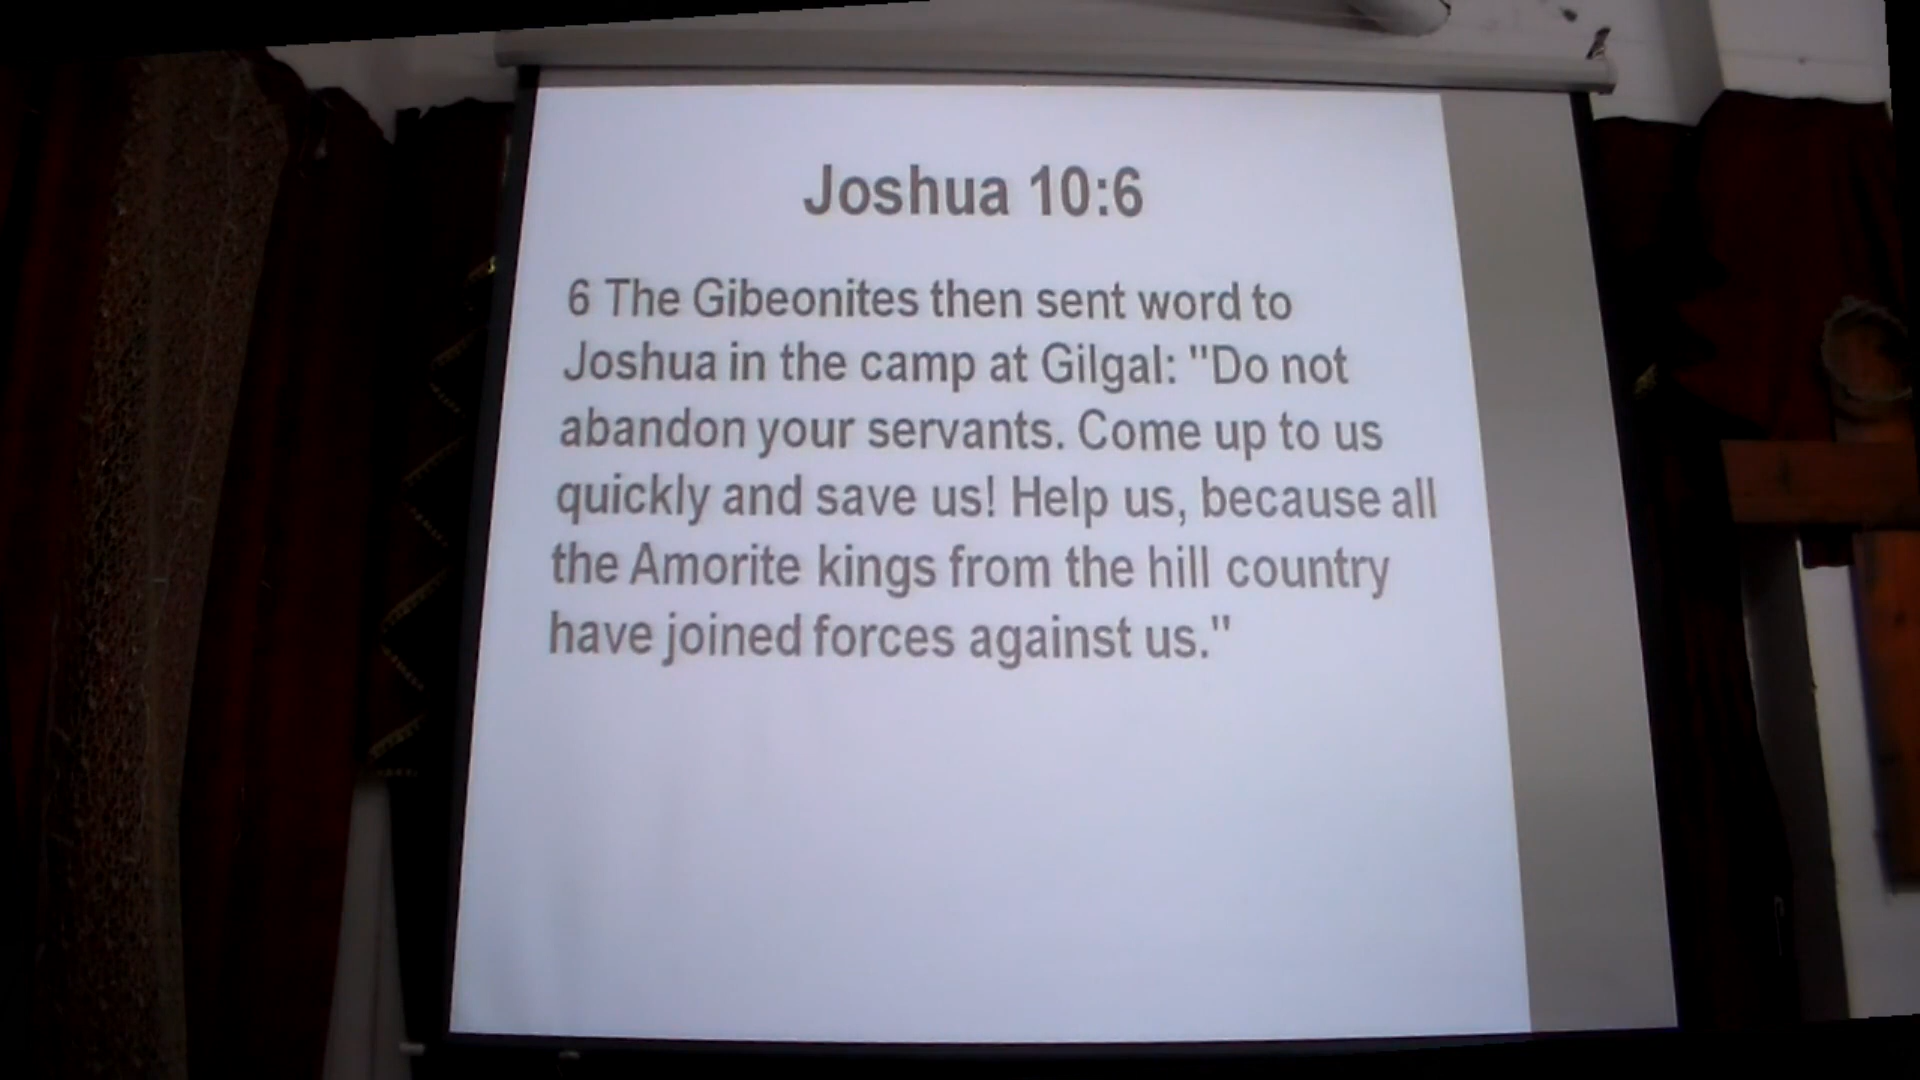 Joshua 10:6
6 The Gibeonites then sent word to
Joshua in the camp at Gilgal: "Do not
abandon your servants. Come up to us
quickly and save us! Help us, because all
the Amorite kings from the hill country
have joined forces against us."